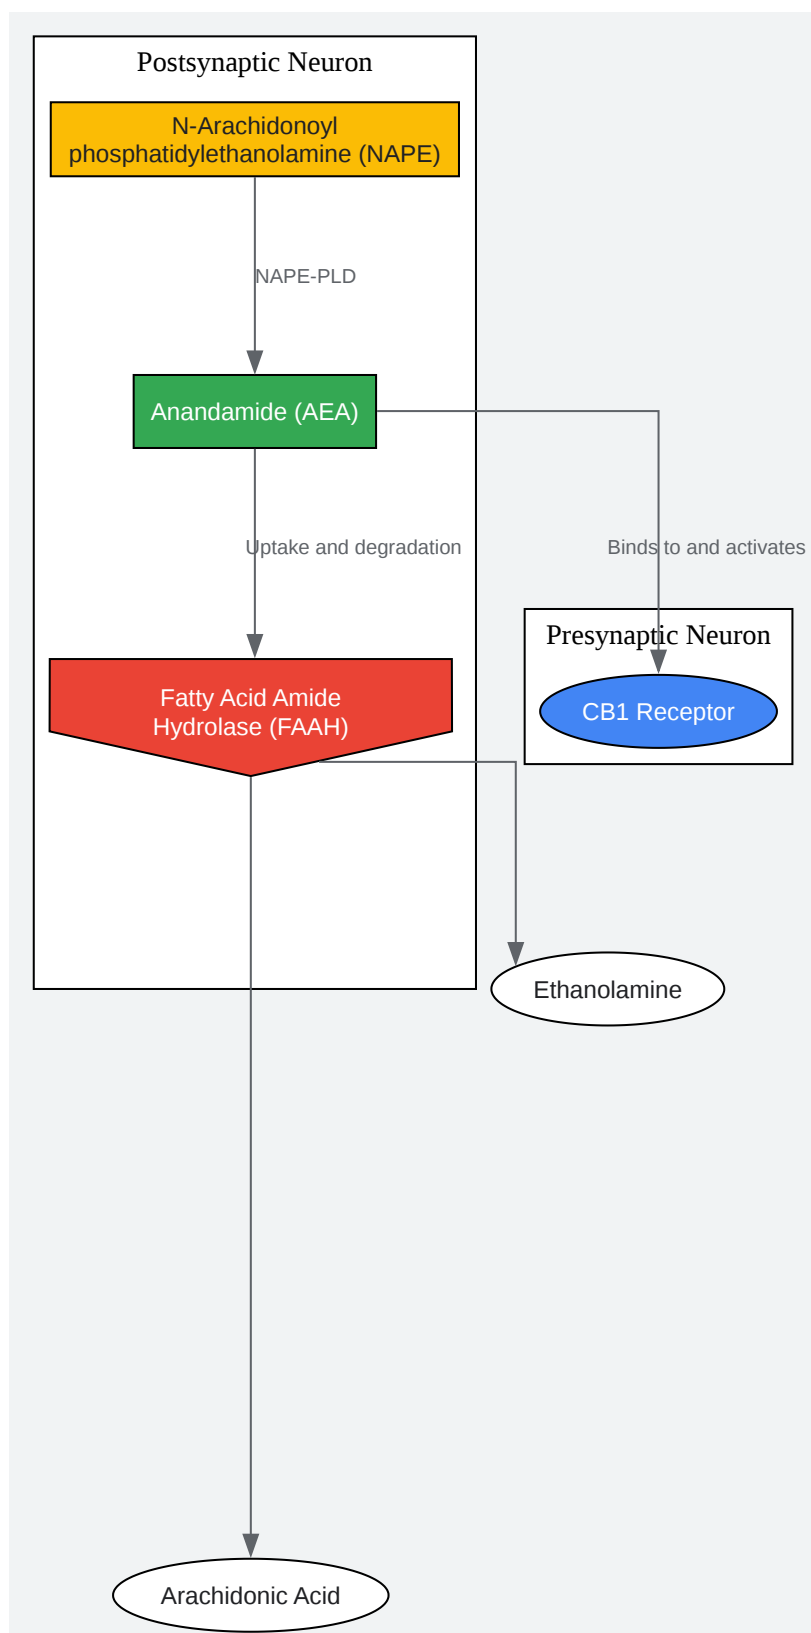 Postsynaptic Neuron
N-Arachidonoyl
phosphatidylethanolamine (NAPE)
NAPE-PLD
Anandamide (AEA)
Uptake and degradation
Binds to and activates
Presynaptic Neuron
Fatty Acid Amide
Hydrolase (FAAH)
CB1 Receptor
Ethanolamine
Arachidonic Acid